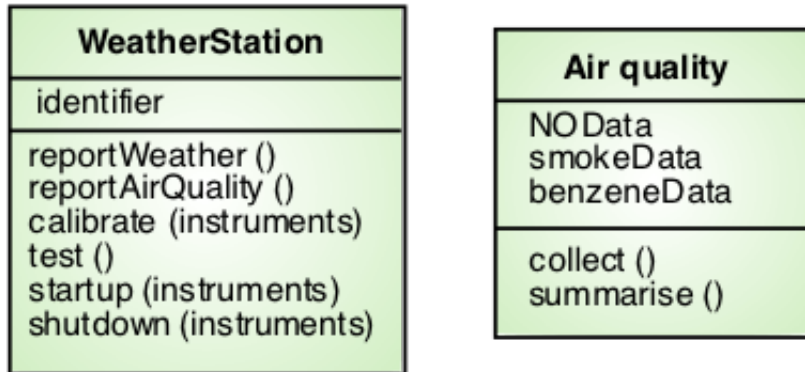 WeatherStation
identifier
reportWeather ()
reportAirQuality ()
calibrate (instruments)
test ()
startup (instruments)
shutdown (instruments)
Air quality
NOData
smokeData
benzeneData
collect ()
summarise ()